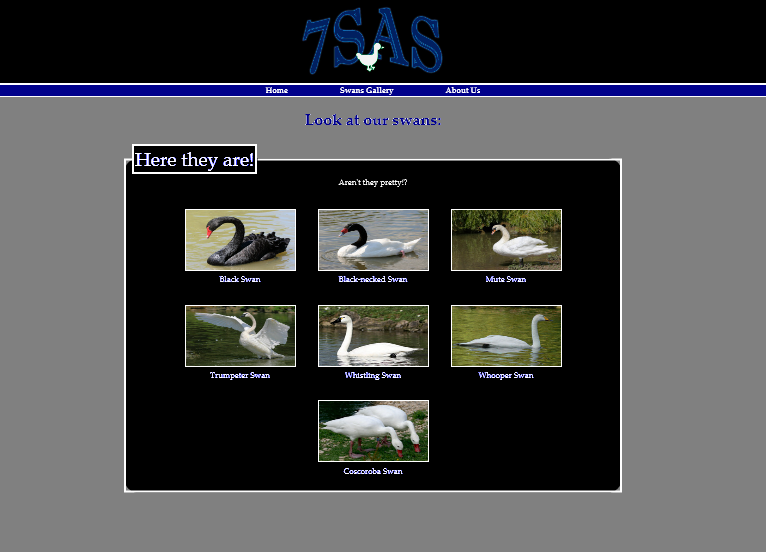 7SAS
Home Swans Gallery About Us
Look at our swans:
Here they are!
Aren't they pretty!?
Black Swan Black-necked Swan Mute Swan
Trumpeter Swan Whistling Swan Whooper Swan
Coscoroba Swan